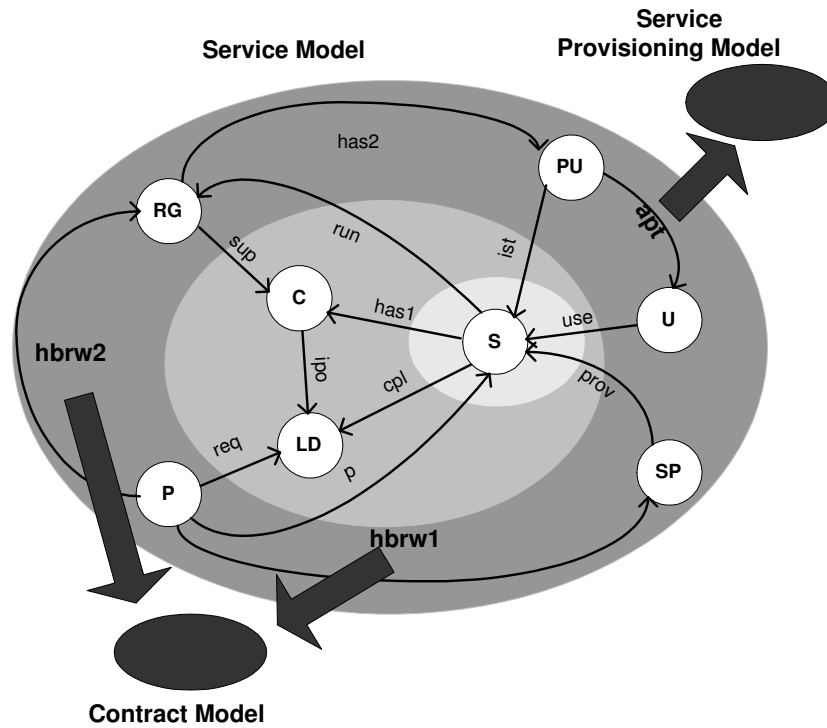 Service
Provisioning Model
Service Model
has2
PU
RG
apt
sup
run
ist
C
has1
S
use
U
hbrw2
ipo
cpl
prov
req
LD
p
SP
P
hbrw1
Contract Model